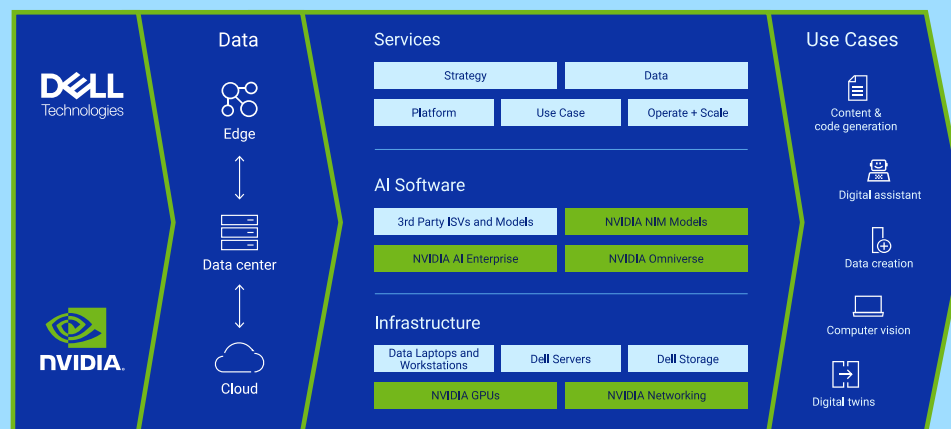 DELL
Technologies
NVIDIA.
Data
Edge
Data center
Cloud
Services
Strategy
Data
Platform
Use Case
Operate + Scale
AI Software
3rd Party ISVs and Models
NVIDIA NIM Models
NVIDIA AI Enterprise
NVIDIA Omniverse
Infrastructure
Data Laptops and
Workstations
Dell Servers
Dell Storage
NVIDIA GPUs
NVIDIA Networking
Use Cases
Content &
code generation
Digital assistant
Data creation
Computer vision
Digital twins